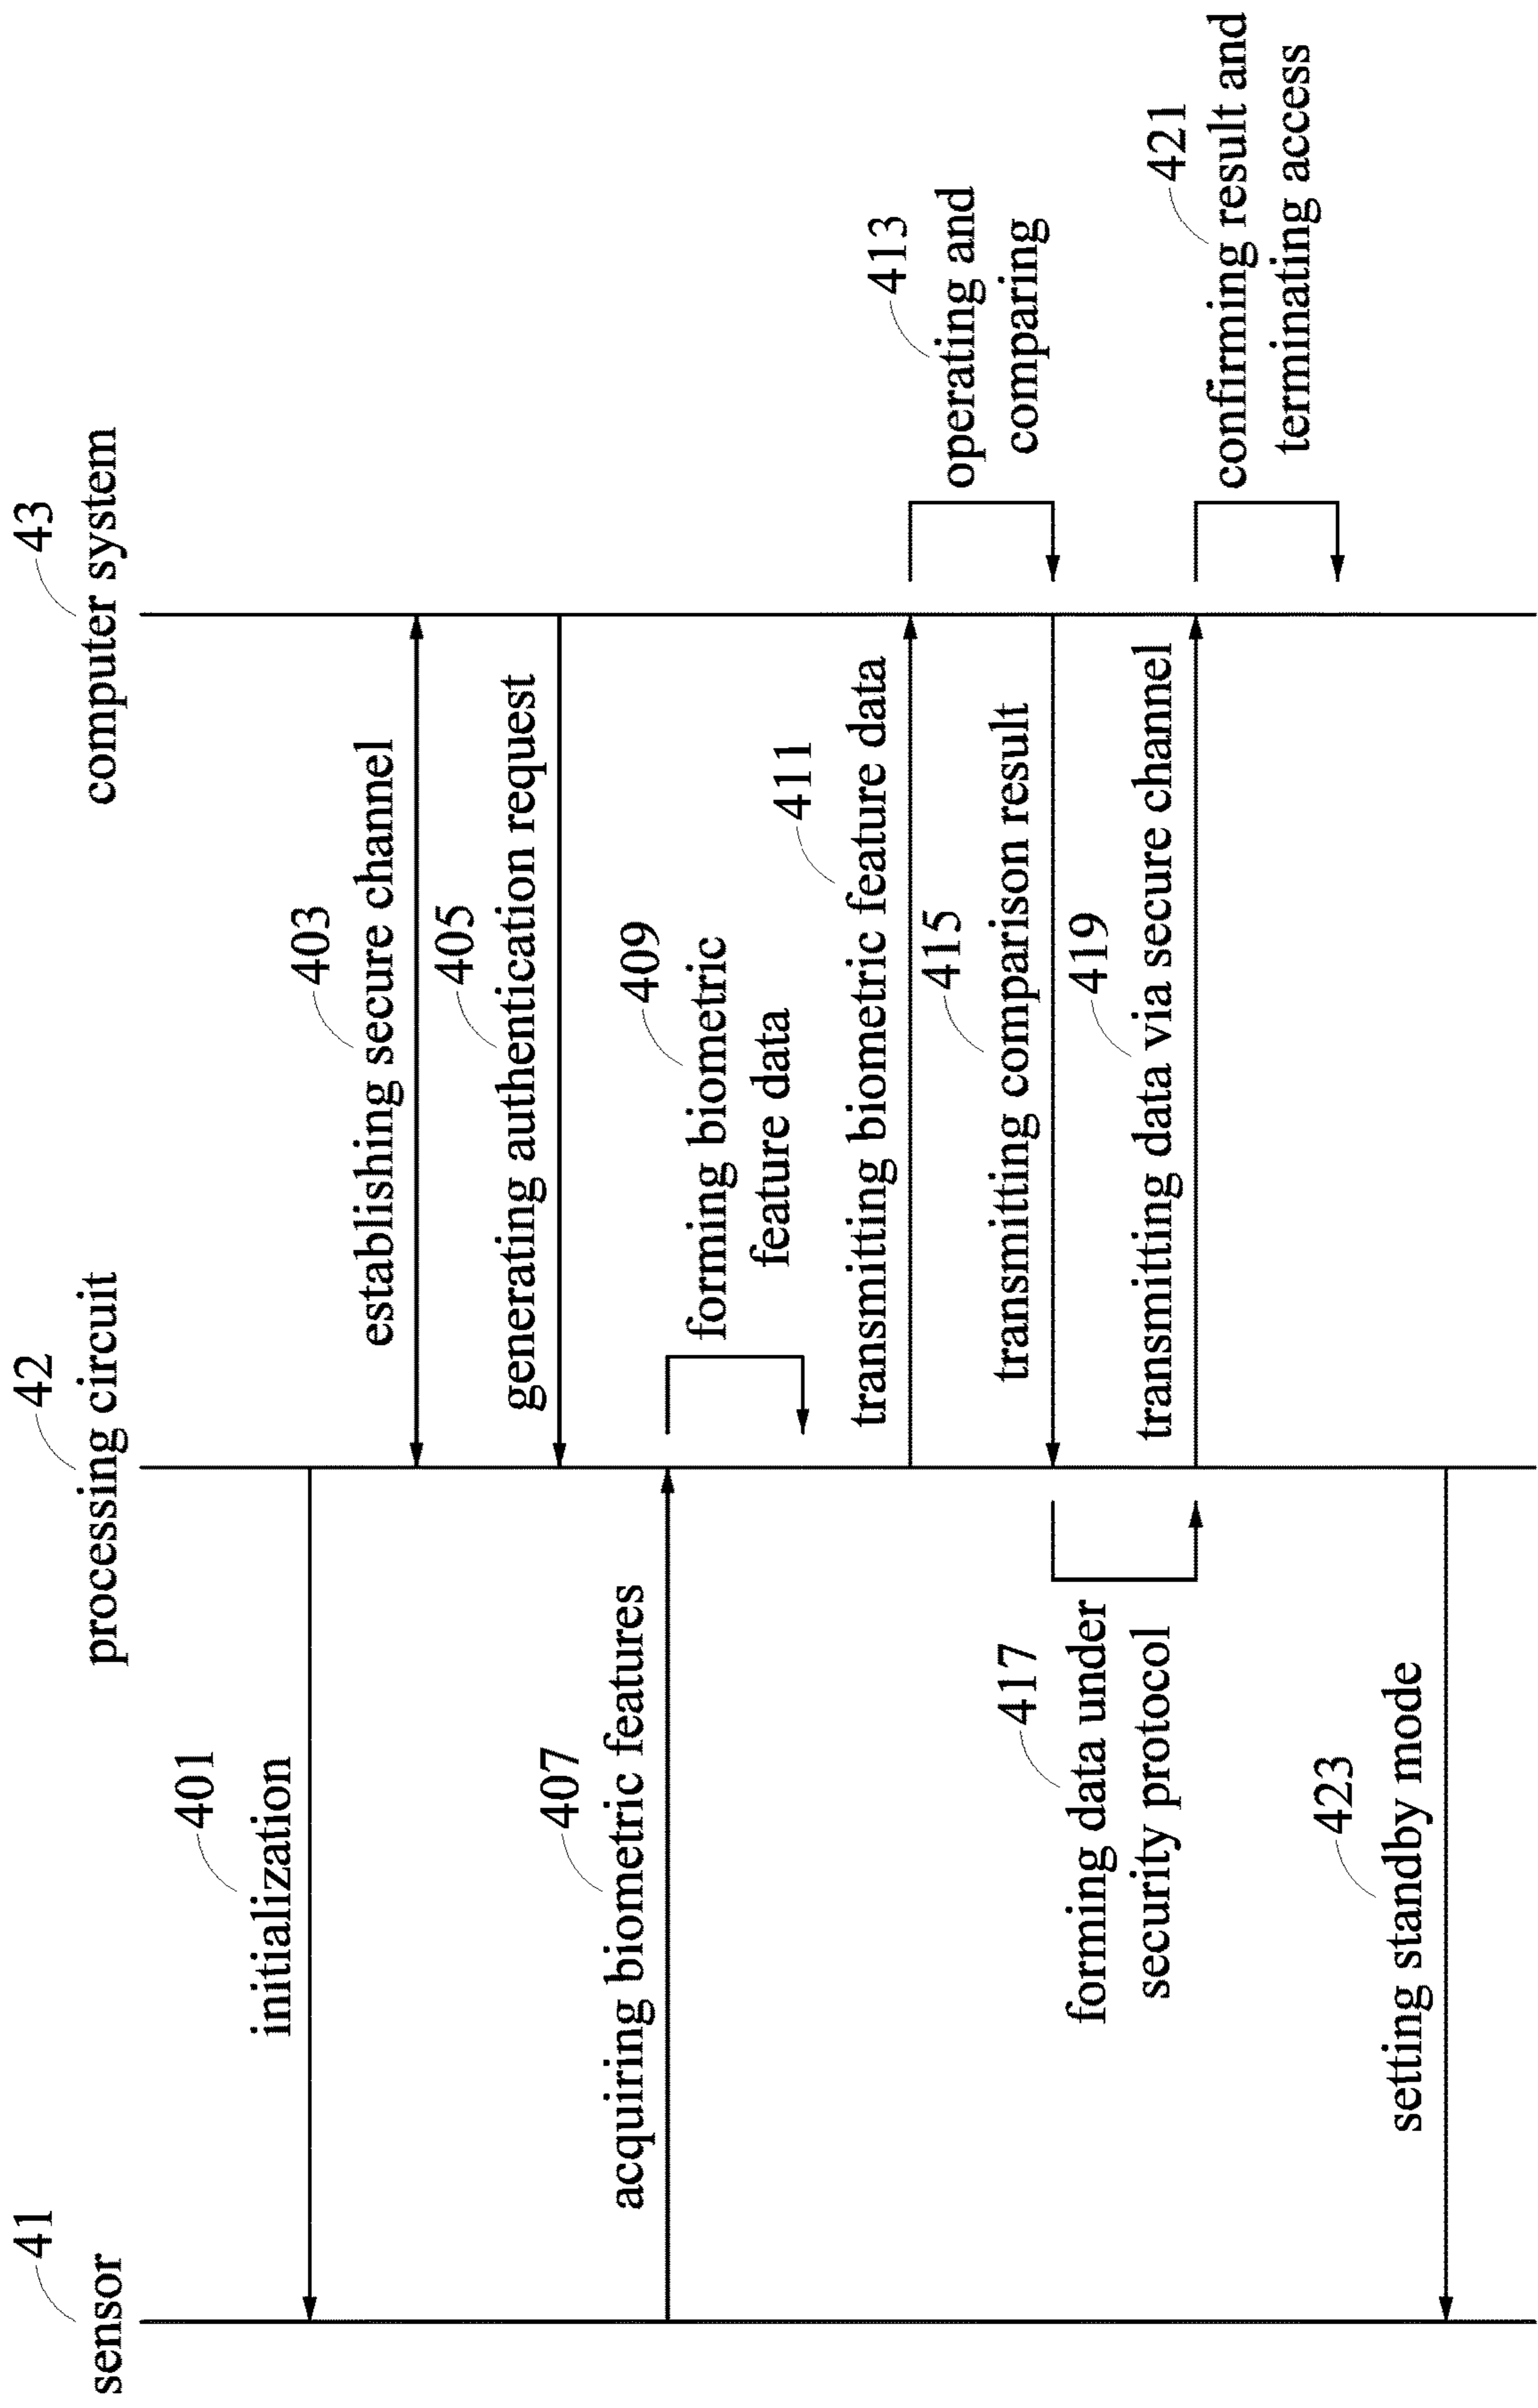 41
sensor
42
processing circuit
43
computer system
401
initialization
403
establishing secure channel
405
generating authentication request
407
acquiring biometric features
409
forming biometric
feature data
411
transmitting biometric feature data
413
operating and
comparing
415
transmitting comparison result
417
forming data under
security protocol
419
transmitting data via secure channel
421
confirming result and
terminating access
423
setting standby mode